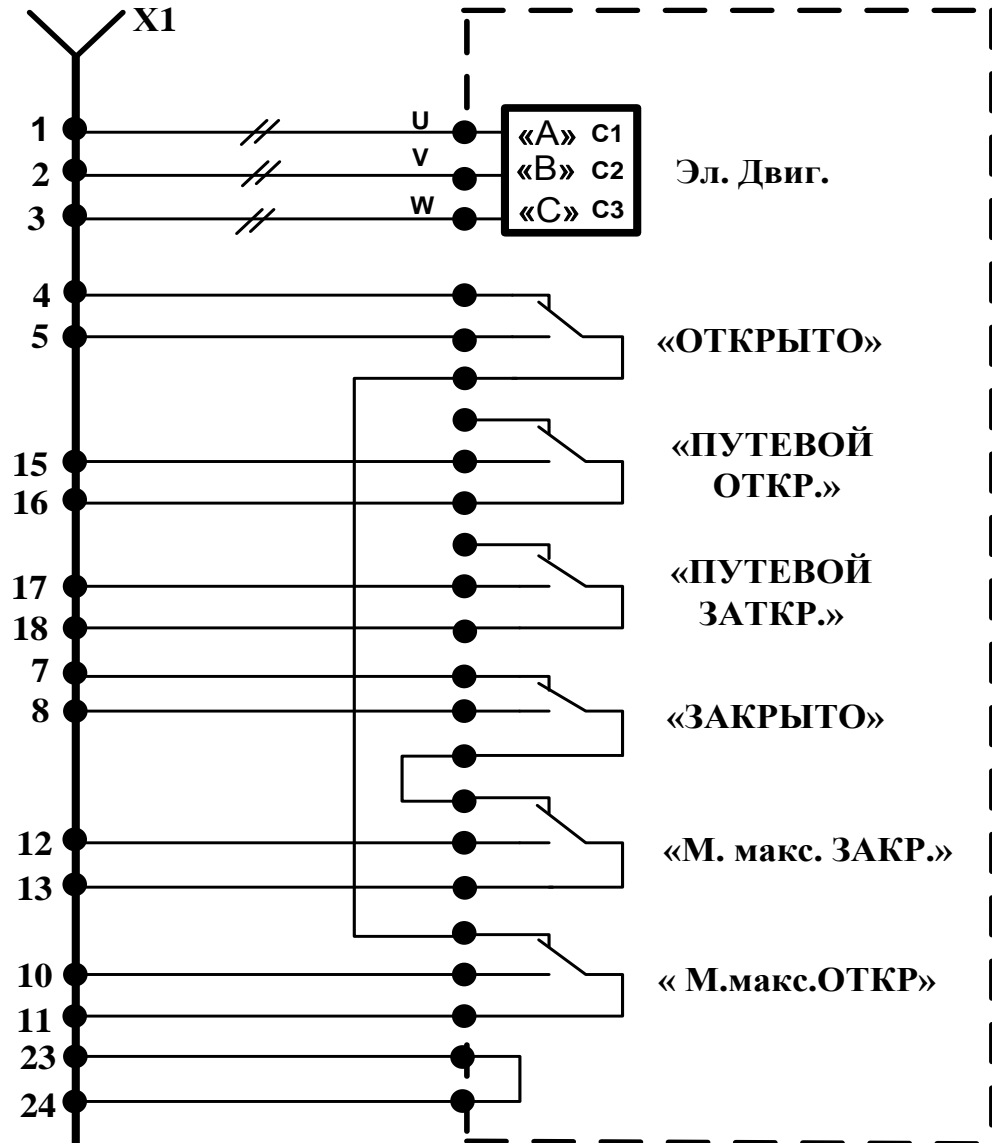 X1
1 U «A» C1
2 V «B» C2 Эл. Двиг.
3 W «C» C3
4
5 «ОТКРЫТО»
15 «ПУТЕВОЙ
16 ОТКР.»
17 «ПУТЕВОЙ
18 ЗАТКР.»
7
8 «ЗАКРЫТО»
12 «М. макс. ЗАКР.»
13
10 « М.макс.ОТКР»
11
23
24